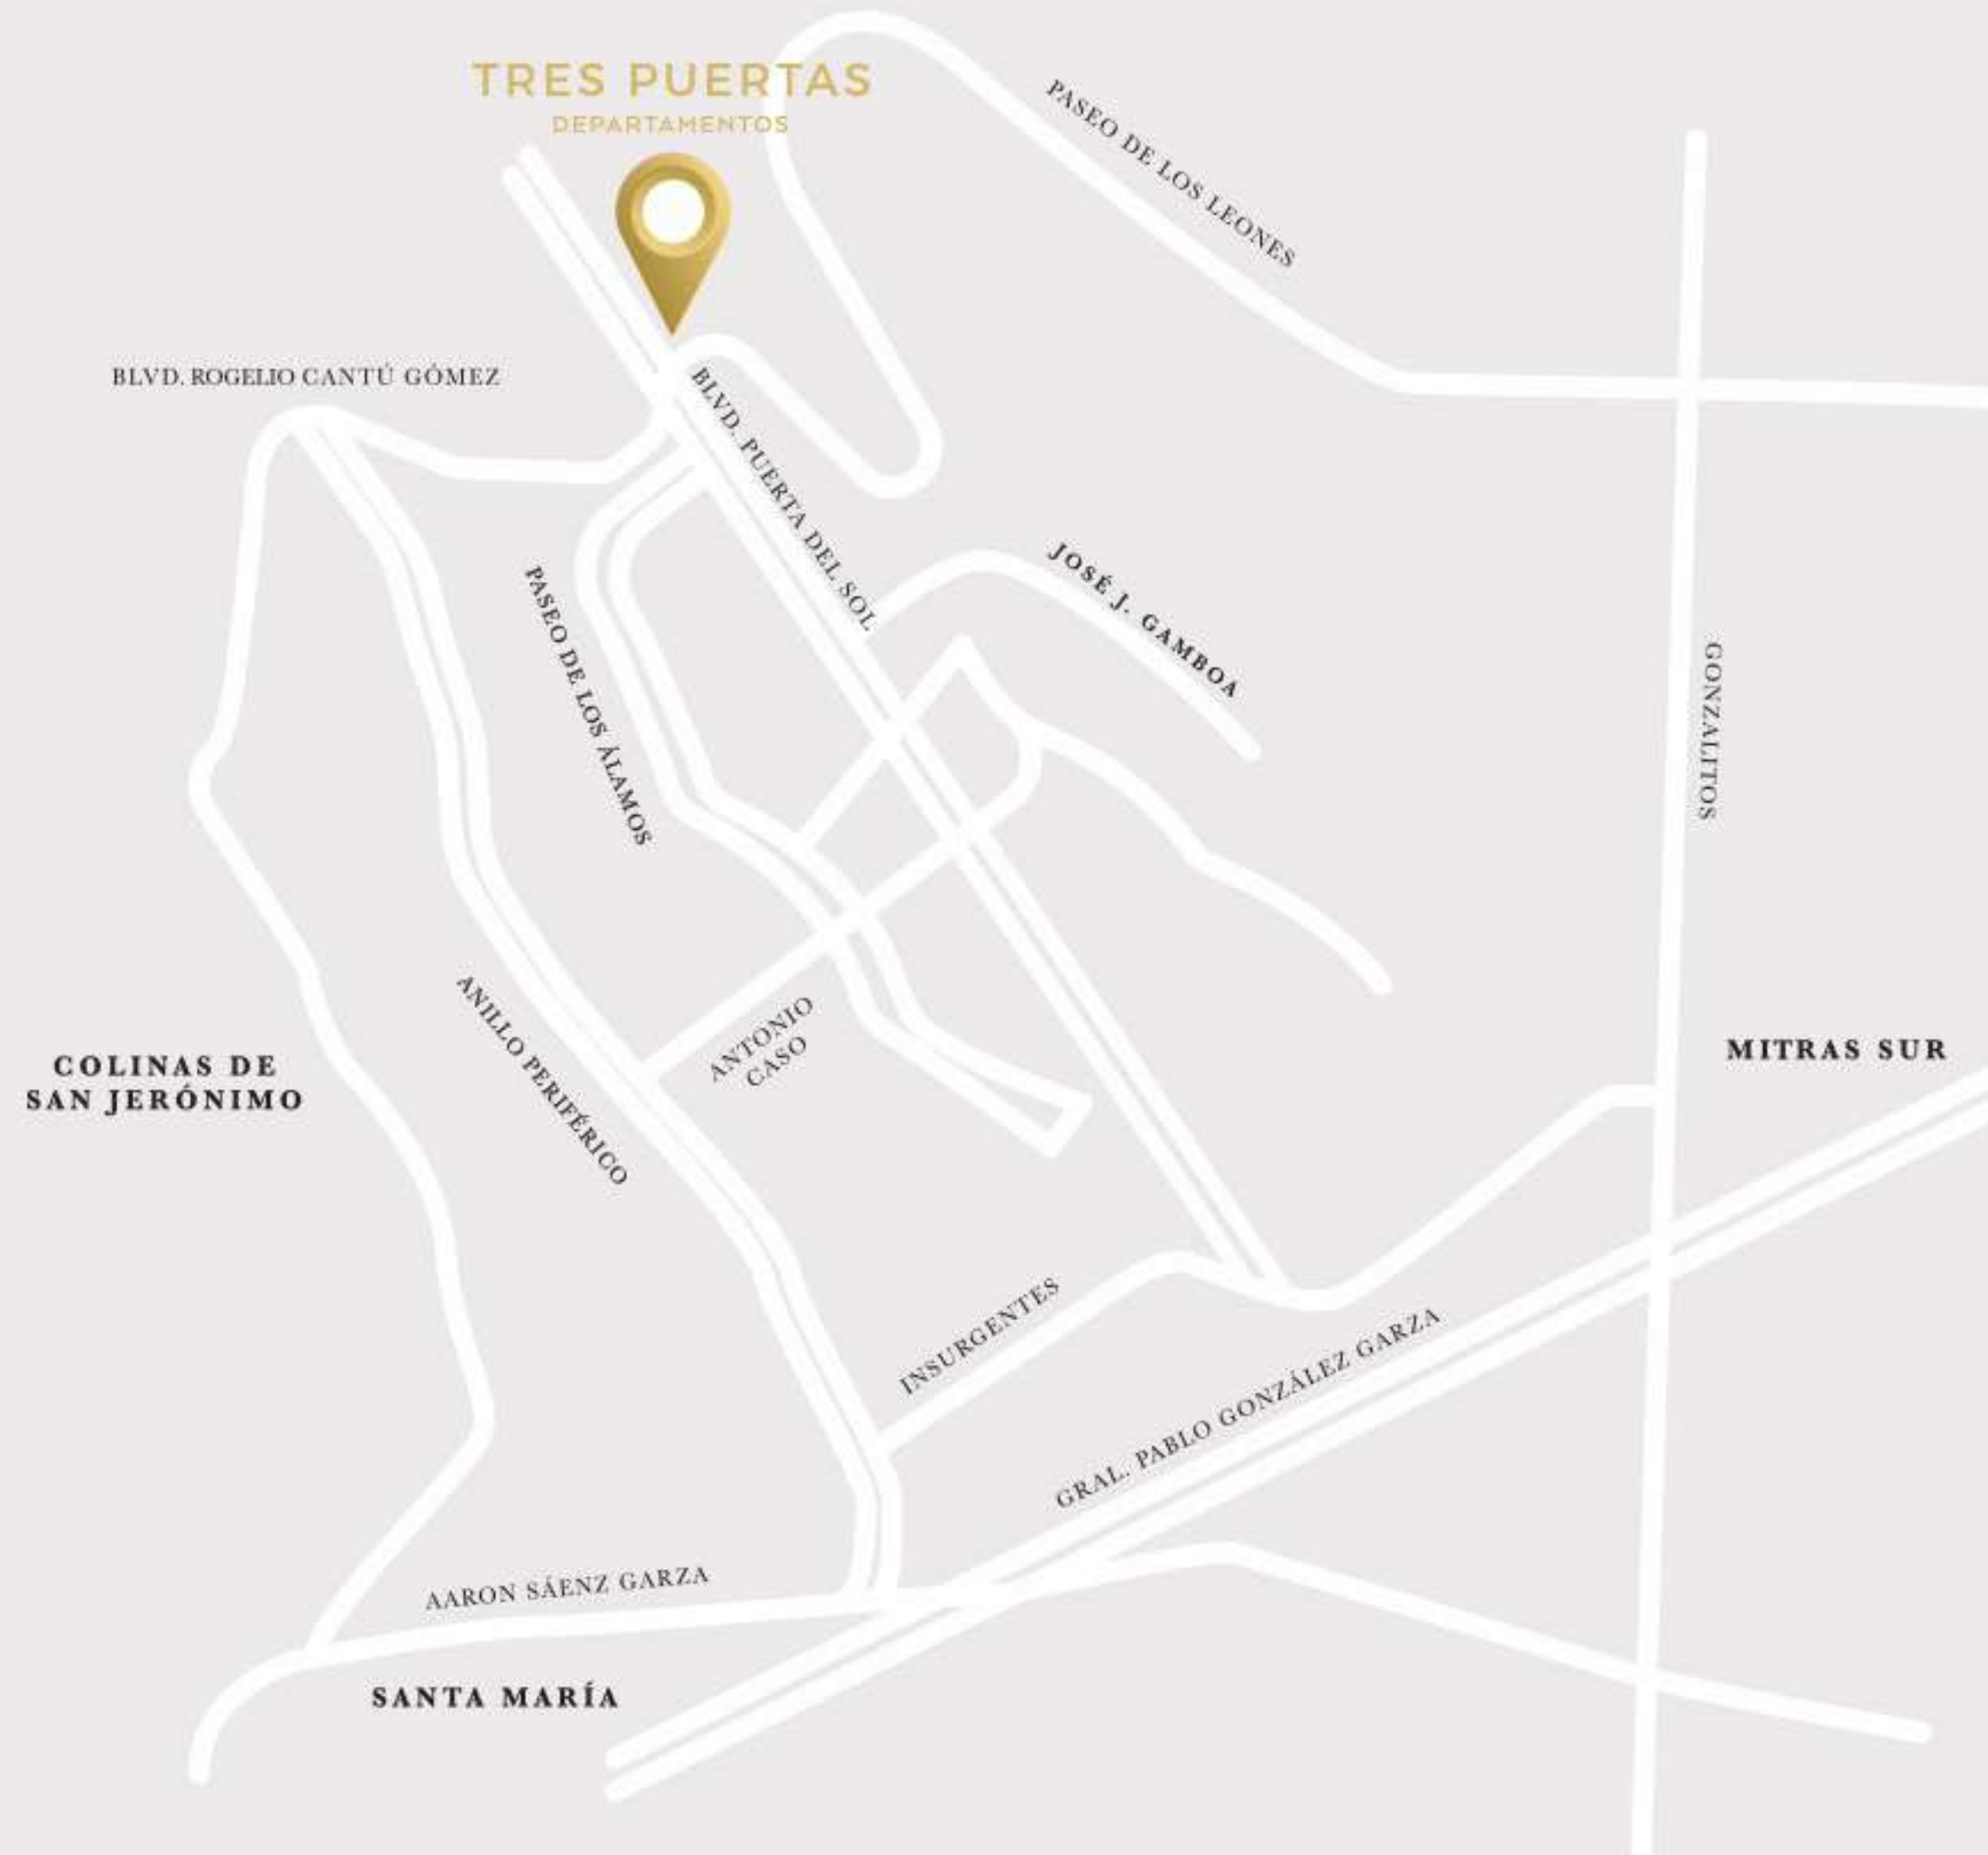 TRES PUERTAS
DEPARTAMENTOS
PASEO DE LOS LEONES
BLVD. ROGELIO CANTÚ GÓMEZ
BLVD. PUERTA DEL SOL
JOSÉ J. GAMBOA
PASEO DE LOS ÁLAMOS
GONZALITOS
ANILLO PERIFÉRICO
ANTONIO
CASO
COLINAS DE
SAN JERÓNIMO
MITRAS SUR
INSURGENTES
GRAL. PABLO GONZÁLEZ GARZA
AARON SÁENZ GARZA
SANTA MARÍA